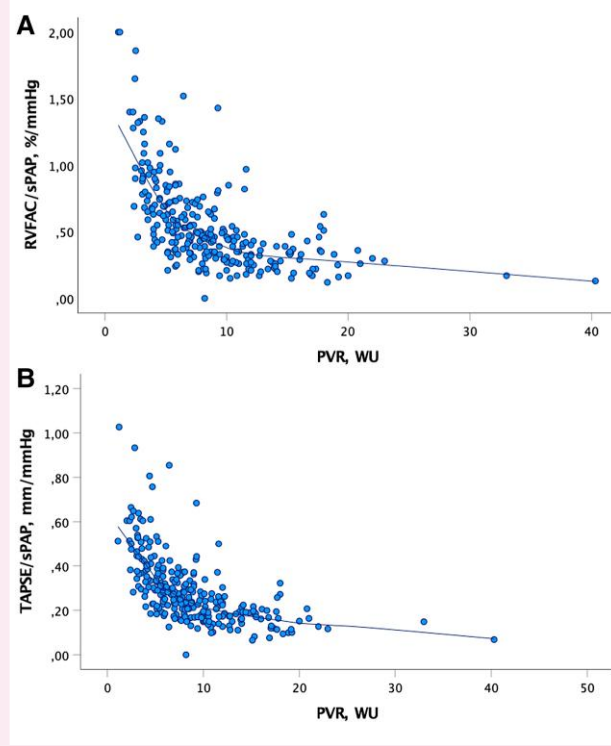 A
RVFAC/sPAP, %/mmHg
2,00
1,50
1,00
,50
,00
0 10 20 30 40
PVR, WU
B
TAPSE/sPAP, mm/mmHg
1,20
1,00
,80
,60
,40
,20
,00
0 10 20 30 40 50
PVR, WU